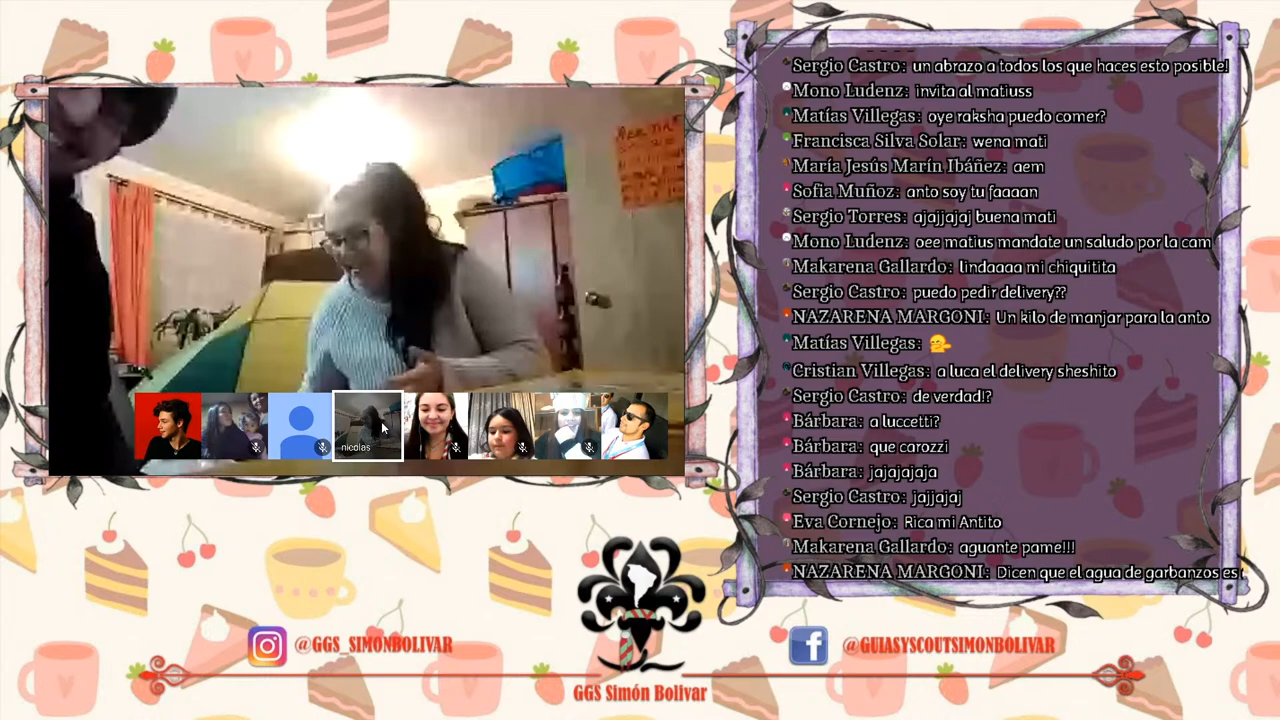 Sergio Castro: un abrazo a todos los que haces esto posible!
Mono Ludenz: invita al matiuss
Matías Villegas: oye raksha puedo comer?
Francisca Silva Solar: wena mati
María Jesús Marín Ibáñez: aem
Sofia Muñoz: anto soy tu faaaan
Sergio Torres: ajajjajaj buena mati
Mono Ludenz: oee matius mandate un saludo por la cam
Makarena Gallardo: lindaaaa mi chiquitita
Sergio Castro: puedo pedir delivery??
NAZARENA MARGONI: Un kilo de manjar para la anto
Matías Villegas:
Cristian Villegas: a luca el delivery sheshito
Sergio Castro: de verdad!?
Bárbara: a luccetti?
Bárbara: que carozzi
Bárbara: jajajajaja
Sergio Castro: jajjajaj
Eva Cornejo: Rica mi Antito
Makarena Gallardo: aguante pame!!!
NAZARENA MARGONI: Dicen que el agua de garbanzos es
nicolas
@GGS_SIMONBOLIVAR
@GUIASYSCOUTSIMONBOLIVAR
GGS Simón Bolívar